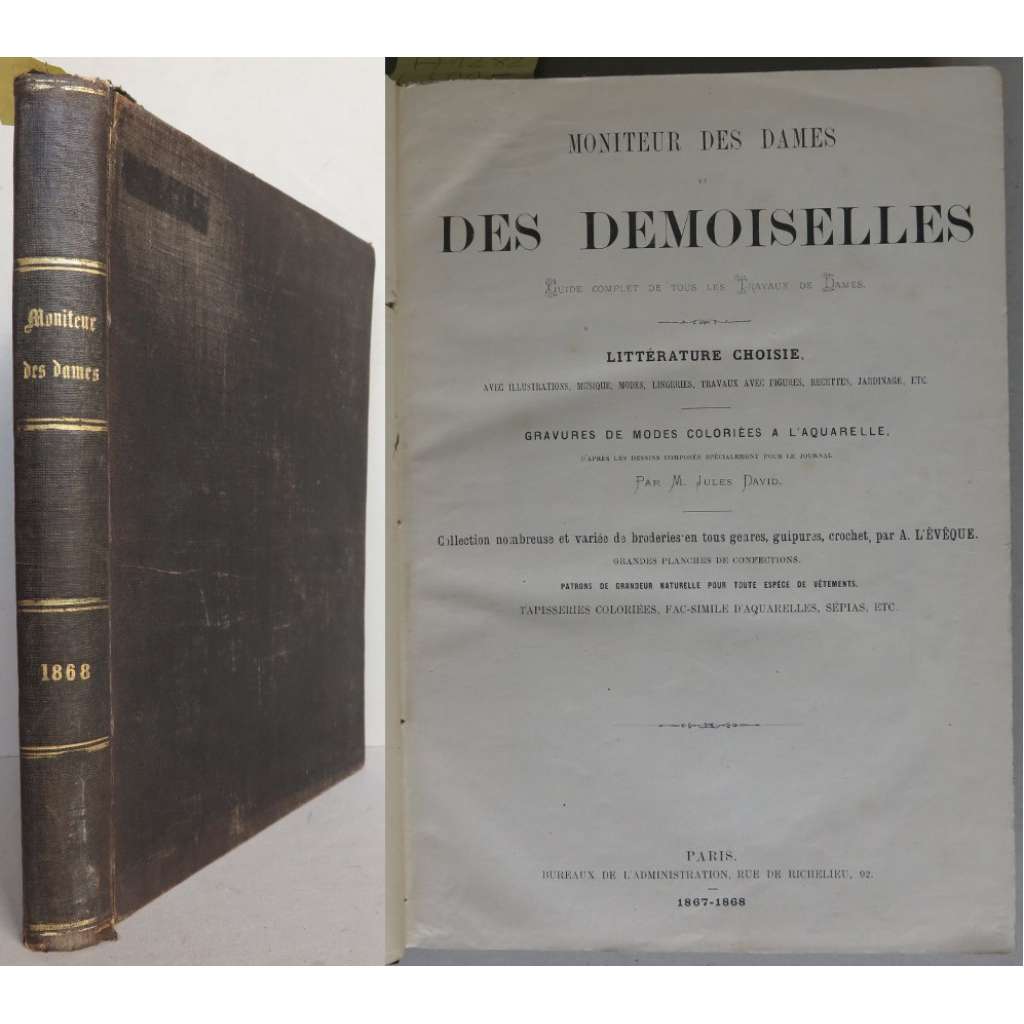 Moniteur
des dames
1868
MONITEUR DES DAMES
ET
DES DEMOISELLES
GUIDE COMPLET DE TOUS LES TRAVAUX DE DAMES.
LITTÉRATURE CHOISIE,
AVEC ILLUSTRATIONS, MUSIQUE, MODES, LINGERIES, TRAVAUX AVEC FIGURES, RECETTES, JARDINAGE, ETC.
GRAVURES DE MODES COLORIÉES A L'AQUARELLE,
D'APRÈS LES DESSINS COMPOSÉS SPÉCIALEMENT POUR LE JOURNAL
PAR M. JULES DAVID.
Collection nombreuse et variée de broderies en tous genres, guipures, crochet, par A. L'ÉVÊQUE.
GRANDES PLANCHES DE CONFECTIONS.
PATRONS DE GRANDEUR NATURELLE POUR TOUTE ESPÈCE DE VÊTEMENTS.
TAPISSERIES COLORIÉES, FAC-SIMILE D'AQUARELLES, SÉPIAS, ETC.
PARIS.
BUREAUX DE L'ADMINISTRATION, RUE DE RICHELIEU, 92.
1867-1868